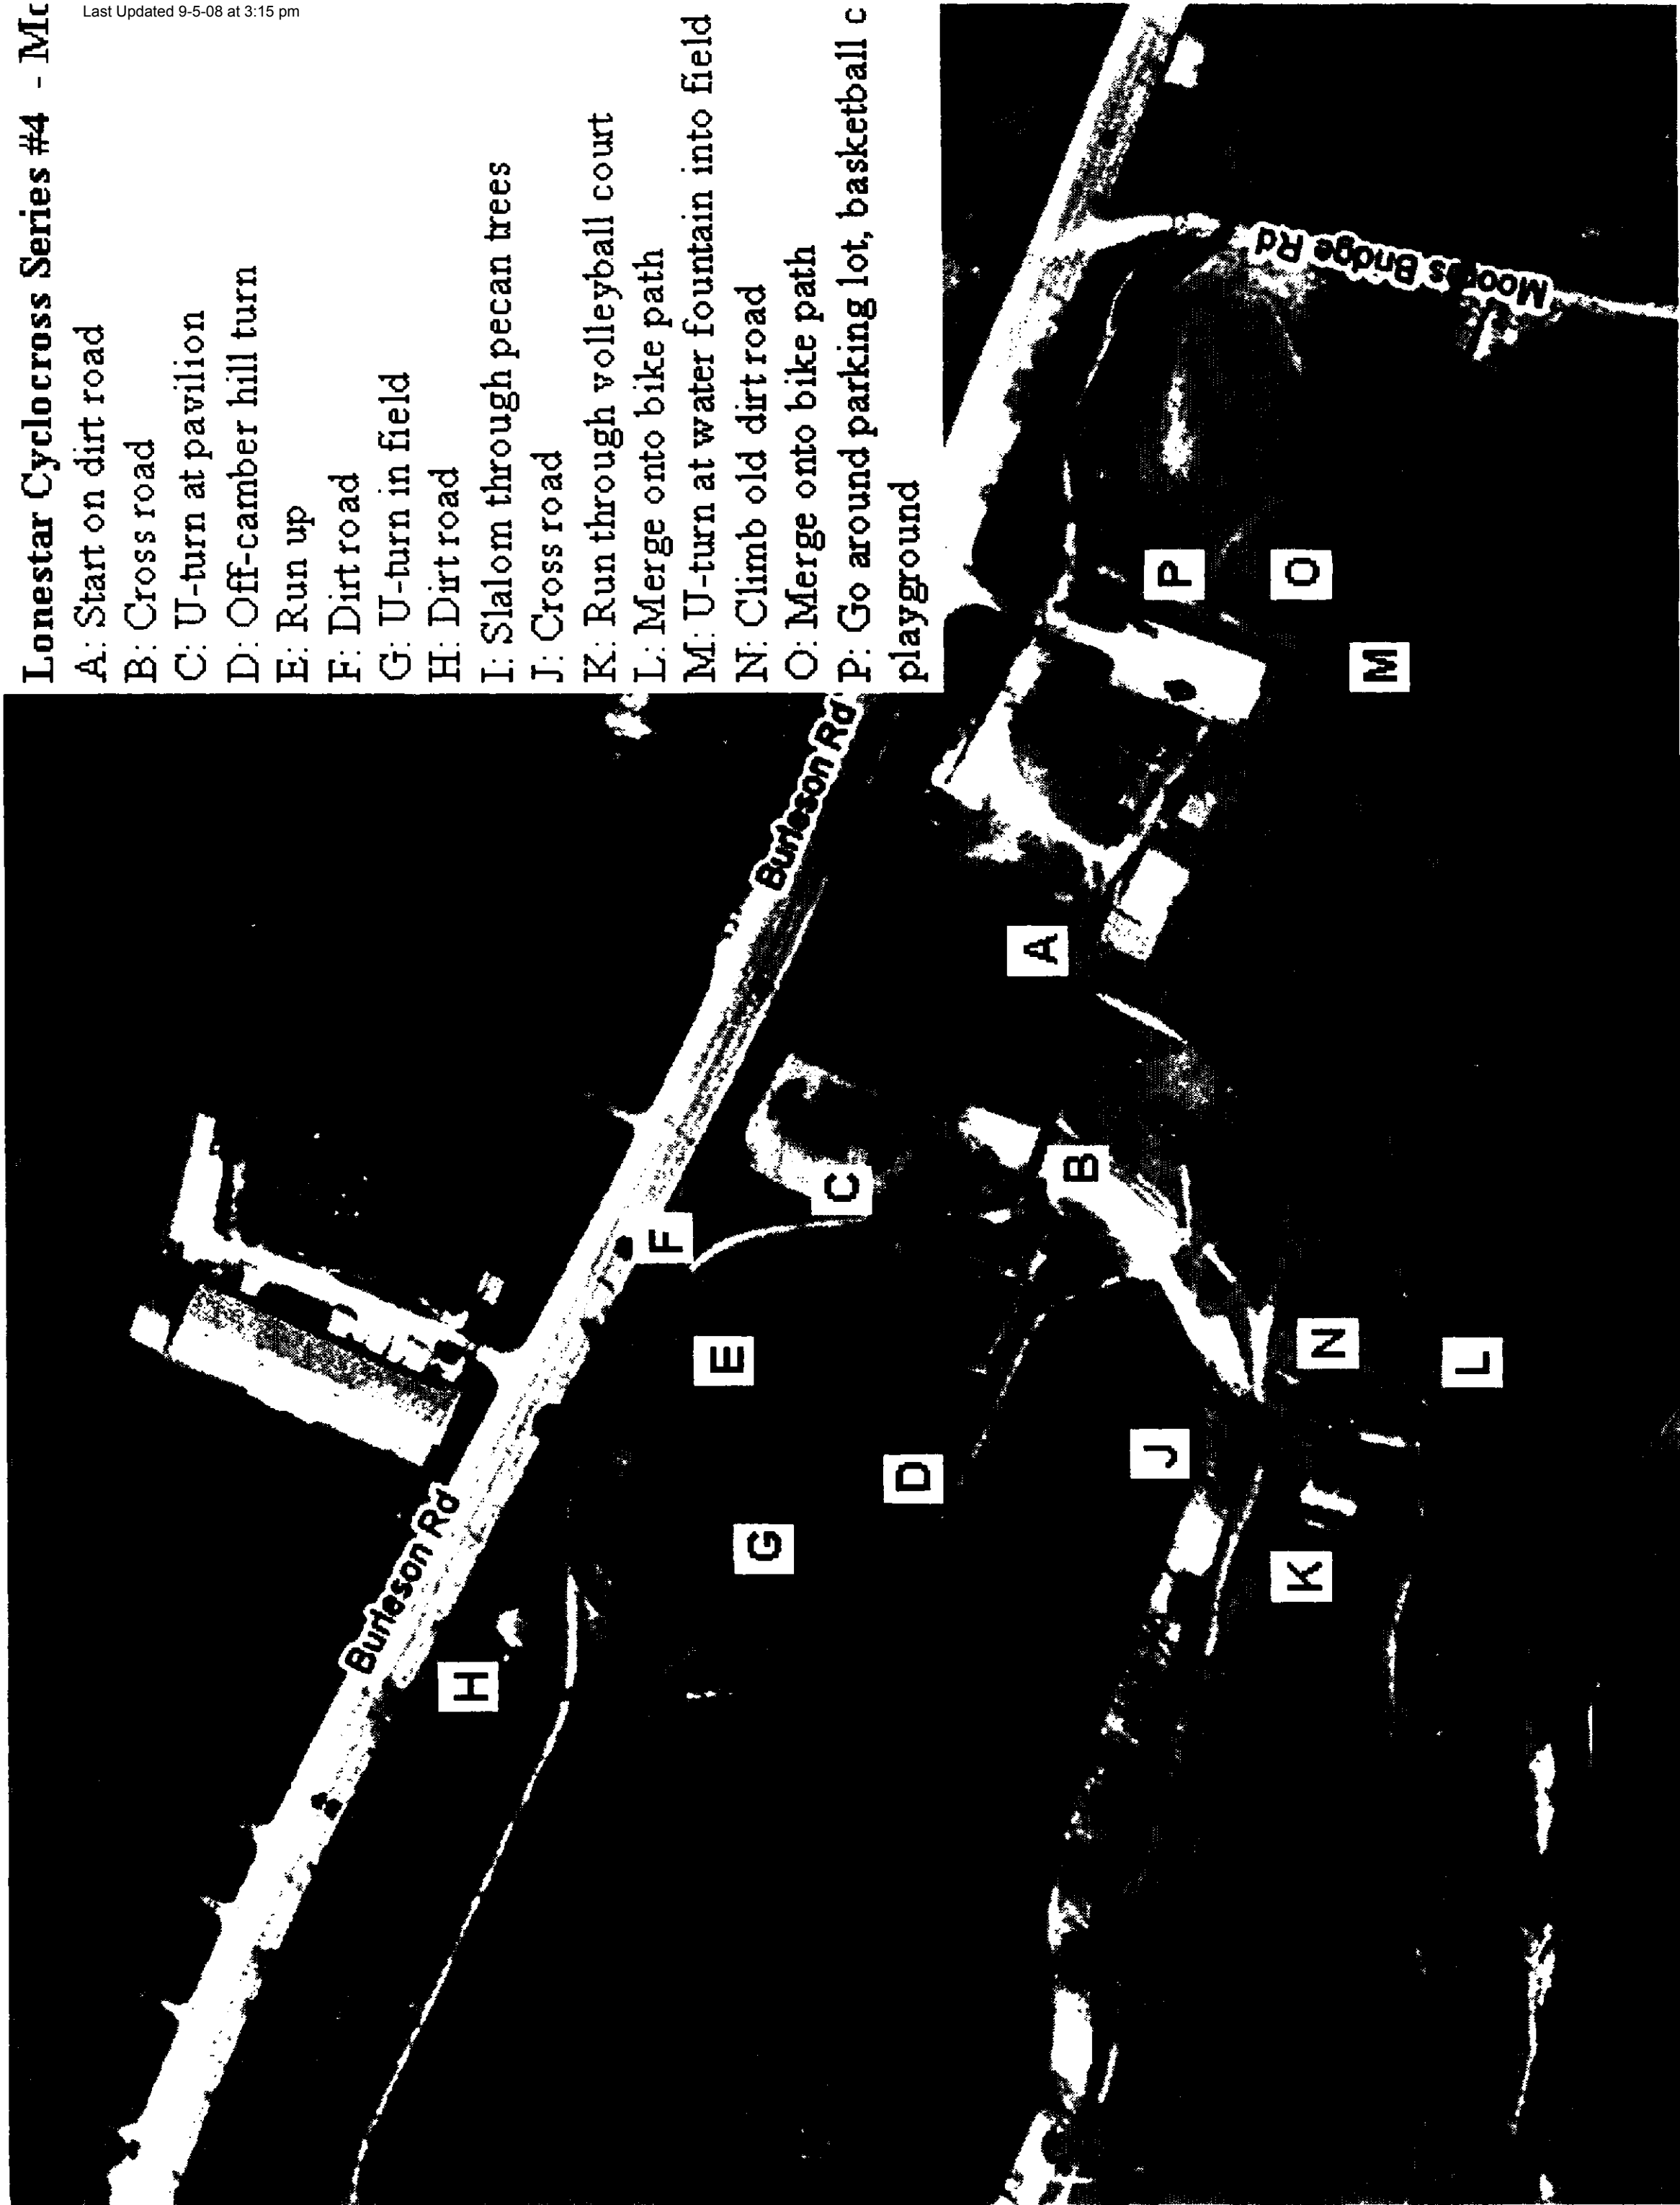 Last Updated 9-5-08 at 3:15 pm
Lonestar Cyclocross Series #4 - Mo
A: Start on dirt road
B: Cross road
C: U-turn at pavilion
D: Off-camber hill turn
E: Run up
F: Dirt road
G: U-turn in field
H: Dirt road
I: Slalom through pecan trees
J: Cross road
K: Run through volleyball court
L: Merge onto bike path
M: U-turn at water fountain into field
N: Climb old dirt road
O: Merge onto bike path
P: Go around parking lot, basketball c
playground
Burleson Rd
Burleson Rd
Moores Bridge Rd
H
G
E
F
D
C
J
K
N
L
B
A
P
O
M